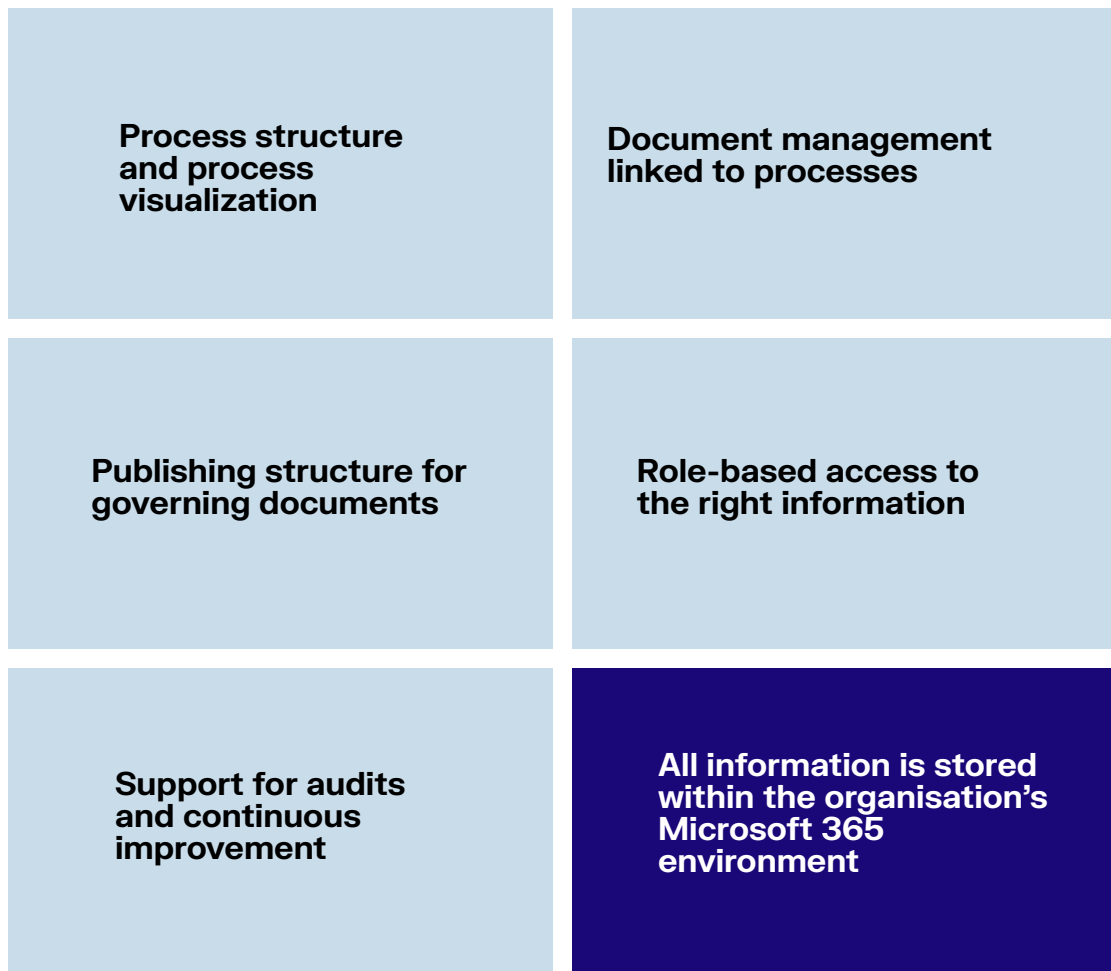 Process structure
and process
visualization
Document management
linked to processes
Publishing structure for
governing documents
Role-based access to
the right information
Support for audits
and continuous
improvement
All information is stored
within the organisation’s
Microsoft 365
environment